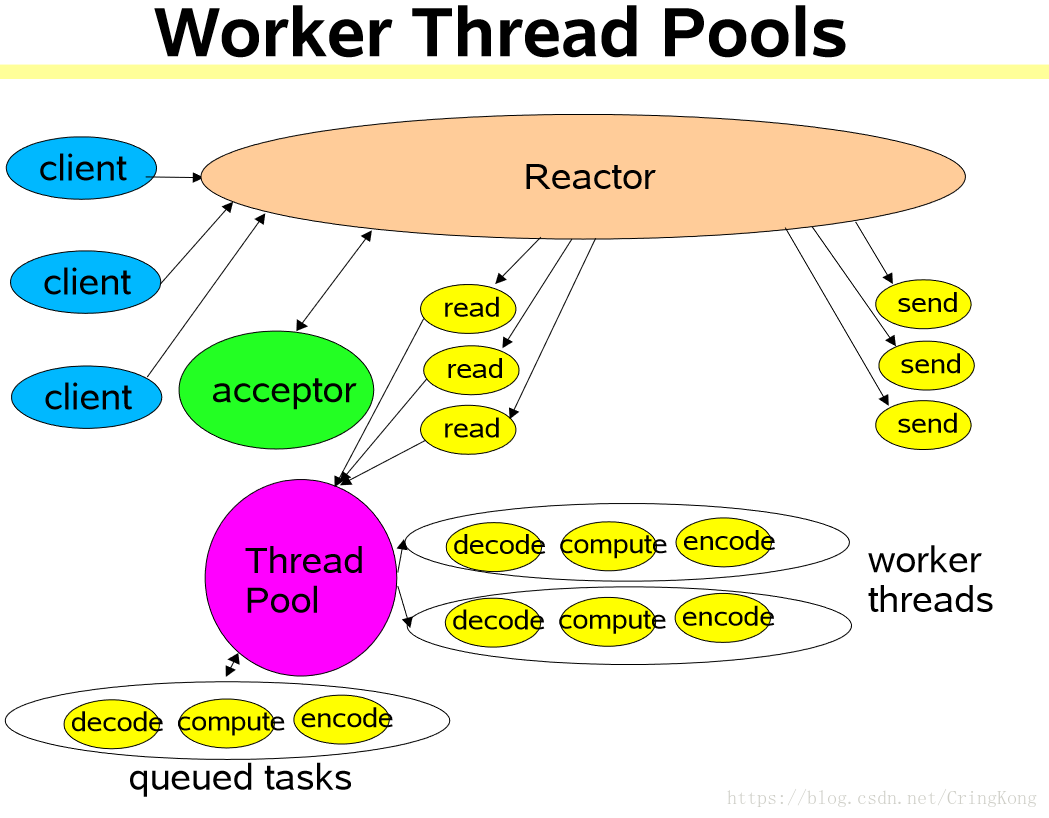 Worker Thread Pools
client
Reactor
client
client
acceptor
read
read
read
send
send
send
Thread
Pool
decode compute encode
decode compute encode
worker
threads
decode compute encode
queued tasks
https://blog.csdn.net/CringKong